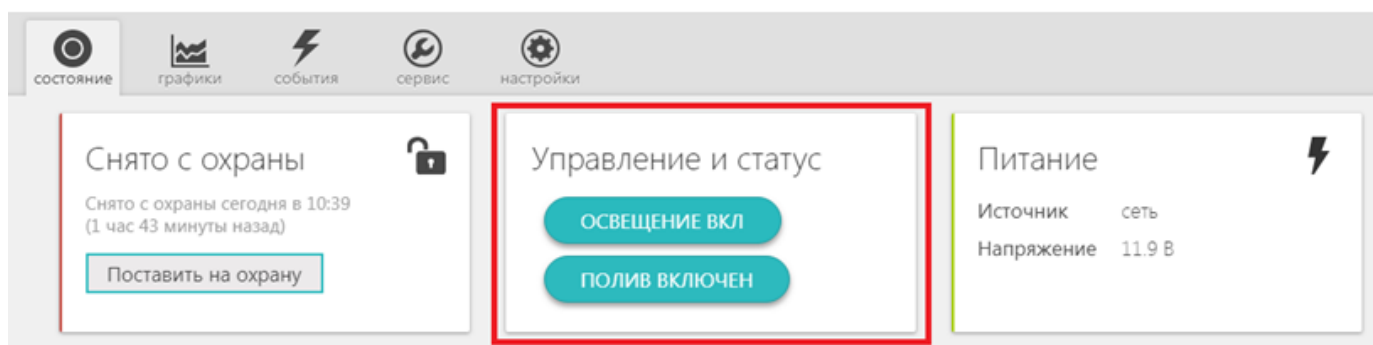 состояние
графики
события
сервис
настройки
Снято с охраны
Снято с охраны сегодня в 10:39
(1 час 43 минуты назад)
Поставить на охрану
Управление и статус
ОСВЕЩЕНИЕ ВКЛ
ПОЛИВ ВКЛЮЧЕН
Питание
Источник сеть
Напряжение 11.9 В